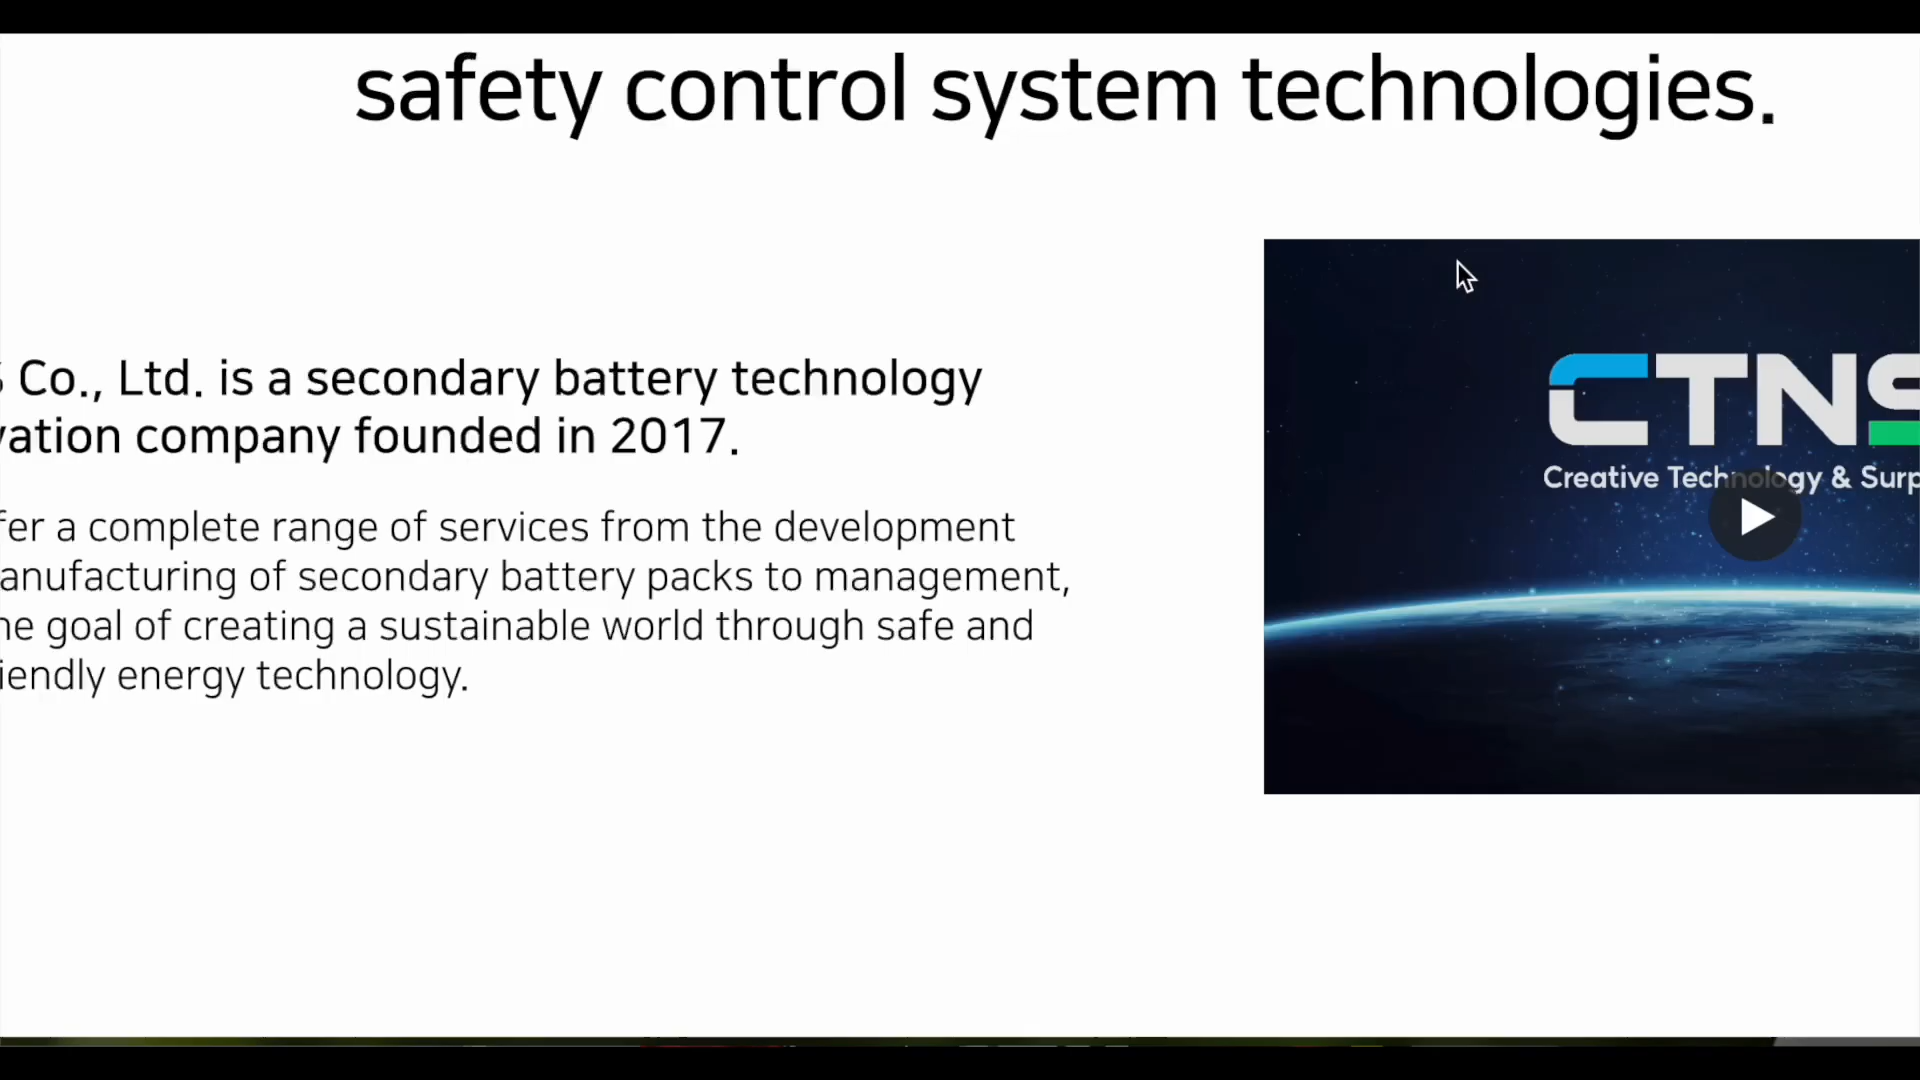 safety control system technologies.
Co., Ltd. is a secondary battery technology
vation company founded in 2017.
fer a complete range of services from the development
anufacturing of secondary battery packs to management,
he goal of creating a sustainable world through safe and
iendly energy technology.
CTNS
Creative Technology & Surp